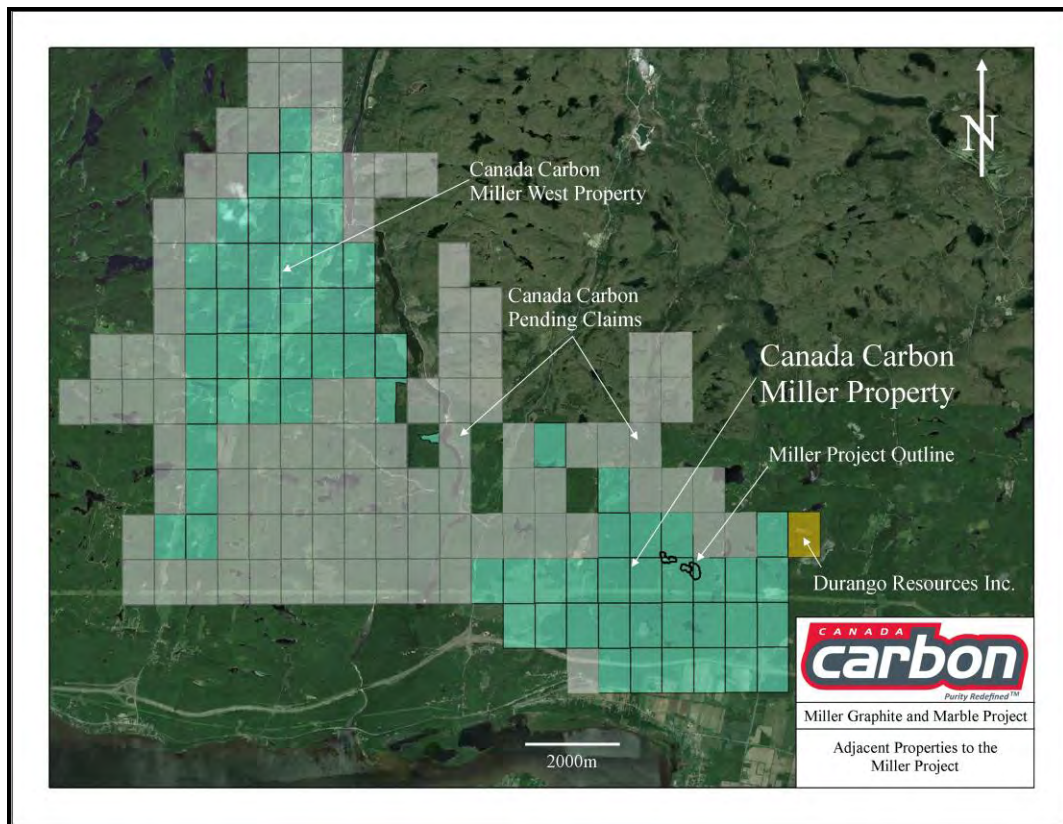 N
Canada Carbon
Miller West Property
Canada Carbon
Pending Claims
Canada Carbon
Miller Property
Miller Project Outline
Durango Resources Inc.
2000m
CANADA
carbon
Purity Redefined™
Miller Graphite and Marble Project
Adjacent Properties to the
Miller Project